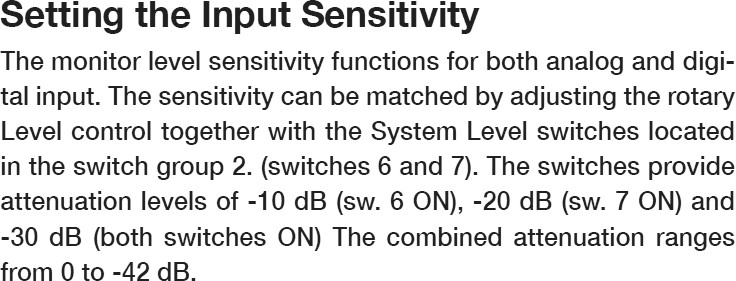 Setting the Input Sensitivity
The monitor level sensitivity functions for both analog and digi-
tal input. The sensitivity can be matched by adjusting the rotary
Level control together with the System Level switches located
in the switch group 2. (switches 6 and 7). The switches provide
attenuation levels of -10 dB (sw. 6 ON), -20 dB (sw. 7 ON) and
-30 dB (both switches ON) The combined attenuation ranges
from 0 to -42 dB.